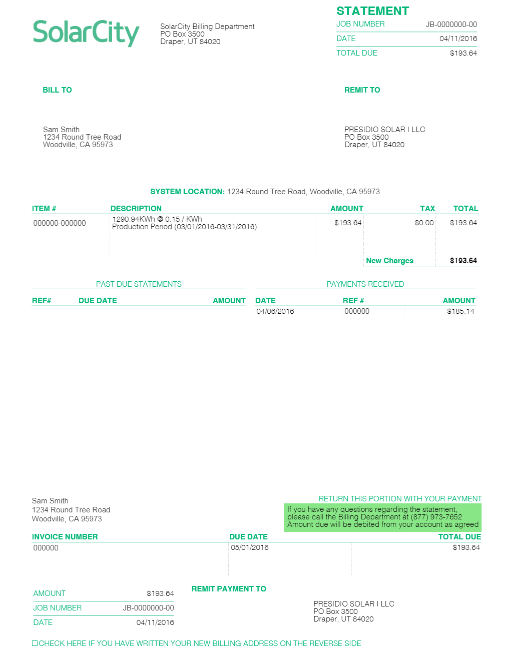 SolarCity
SolarCity Billing Department
PO Box 3500
Draper, UT 84020
STATEMENT
JOB NUMBER JB-0000000-00
DATE 04/11/2016
TOTAL DUE $193.64
BILL TO REMIT TO
Sam Smith
1234 Round Tree Road
Woodville, CA 95973
PRESIDIO SOLAR I LLC
PO Box 3500
Draper, UT 84020
SYSTEM LOCATION: 1234 Round Tree Road, Woodville, CA 95973
ITEM # DESCRIPTION AMOUNT TAX TOTAL
000000-000000 1290.94KWh @ 0.15 / KWh $193.64 $0.00 $193.64
Production Period (03/01/2016-03/31/2016)
New Charges $193.64
PAST DUE STATEMENTS PAYMENTS RECEIVED
REF# DUE DATE AMOUNT DATE REF # AMOUNT
04/06/2016 000000 $185.14
Sam Smith
1234 Round Tree Road
Woodville, CA 95973
RETURN THIS PORTION WITH YOUR PAYMENT
If you have any questions regarding the statement,
please call the Billing Department at (877) 973-7652
Amount due will be debited from your account as agreed
INVOICE NUMBER DUE DATE TOTAL DUE
000000 05/01/2016 $193.64
AMOUNT $193.64
JOB NUMBER JB-0000000-00
DATE 04/11/2016
REMIT PAYMENT TO
PRESIDIO SOLAR I LLC
PO Box 3500
Draper, UT 84020
CHECK HERE IF YOU HAVE WRITTEN YOUR NEW BILLING ADDRESS ON THE REVERSE SIDE